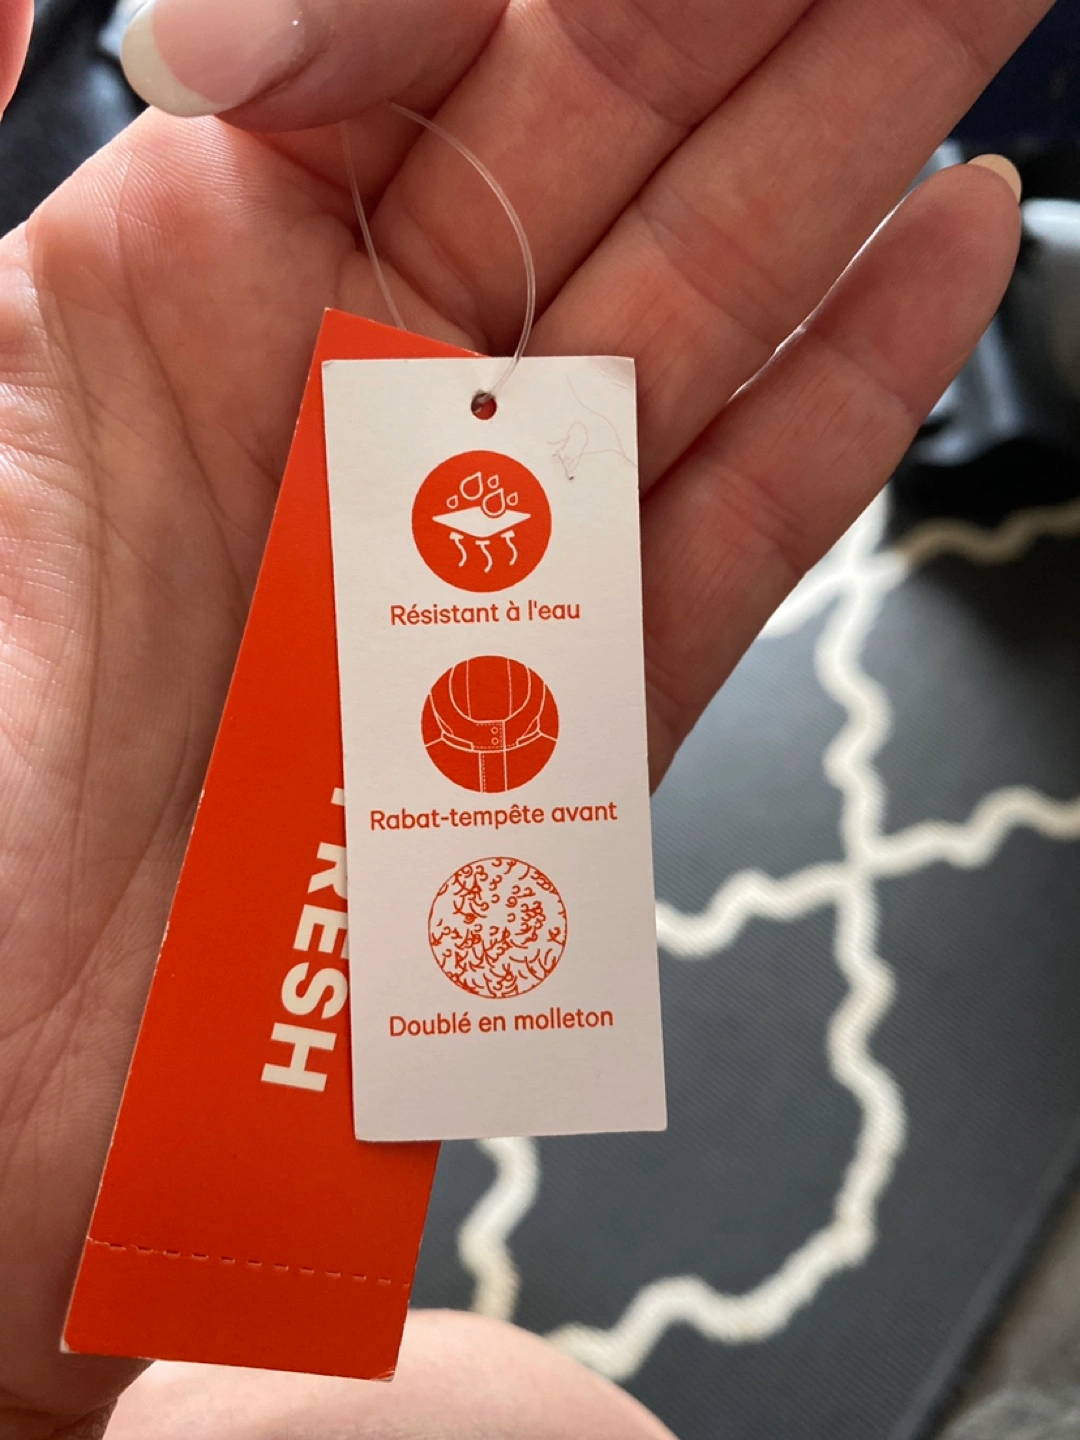 Résistant à l'eau
Rabat-tempête avant
Doublé en molleton
RESH